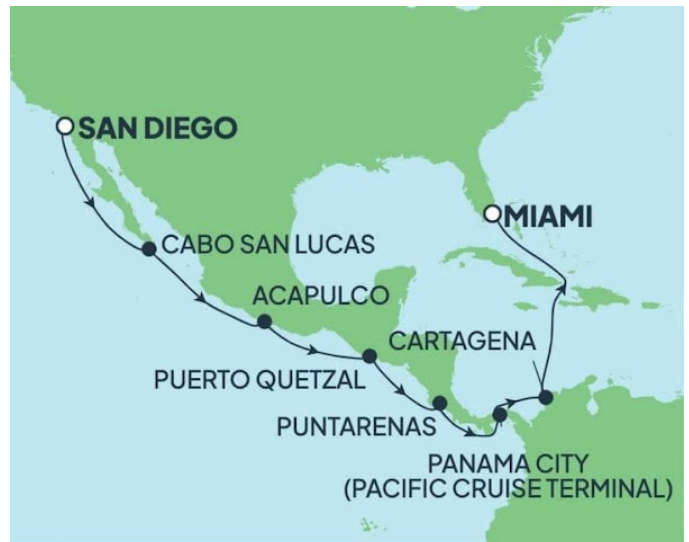 SAN DIEGO
MIAMI
CABO SAN LUCAS
ACAPULCO
CARTAGENA
PUERTO QUETZAL
PUNTARENAS
PANAMA CITY
(PACIFIC CRUISE TERMINAL)